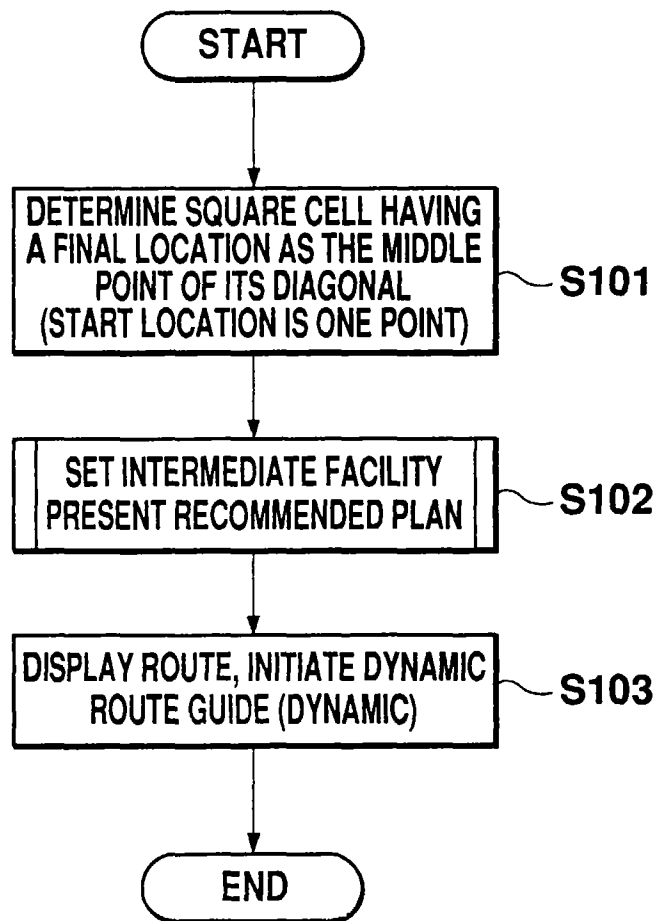 START
DETERMINE SQUARE CELL HAVING
A FINAL LOCATION AS THE MIDDLE
POINT OF ITS DIAGONAL
(START LOCATION IS ONE POINT)
S101
SET INTERMEDIATE FACILITY
PRESENT RECOMMENDED PLAN
S102
DISPLAY ROUTE, INITIATE DYNAMIC
ROUTE GUIDE (DYNAMIC)
S103
END